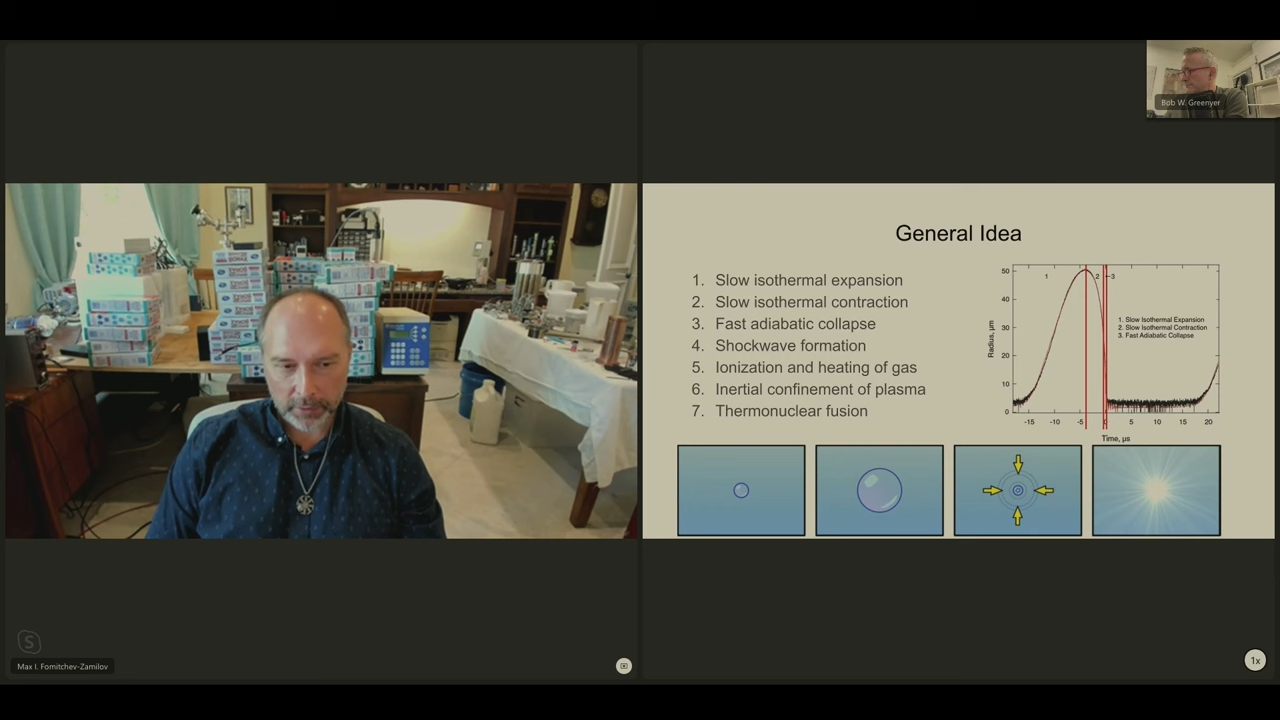 Bob W. Greenyer
General Idea
1. Slow isothermal expansion
2. Slow isothermal contraction
3. Fast adiabatic collapse
4. Shockwave formation
5. Ionization and heating of gas
6. Inertial confinement of plasma
7. Thermonuclear fusion
50
40
30
20
10
0
Radius, µm
1
2
3
1. Slow Isothermal Expansion
2. Slow Isothermal Contraction
3. Fast Adiabatic Collapse
-15 -10 -5 0 5 10 15 20
Time, µs
S
Max I. Fomitchev-Zamilov
1x